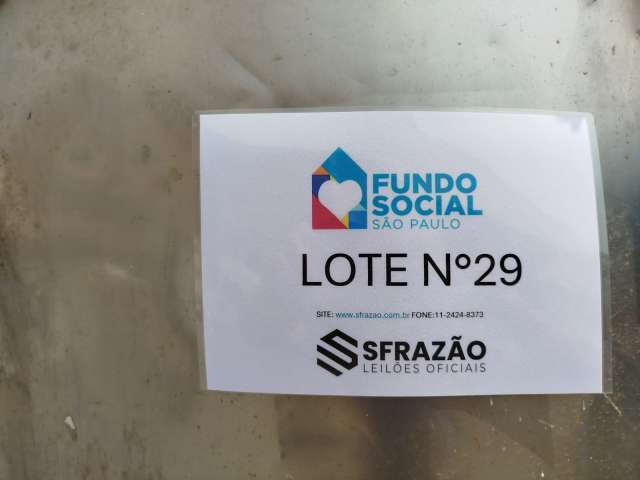 FUNDO
SOCIAL
SÃO PAULO
LOTE N°29
SITE: www.sfrazao.com.br FONE:11-2424-8373
SFRAZÃO
LEILÕES OFICIAIS